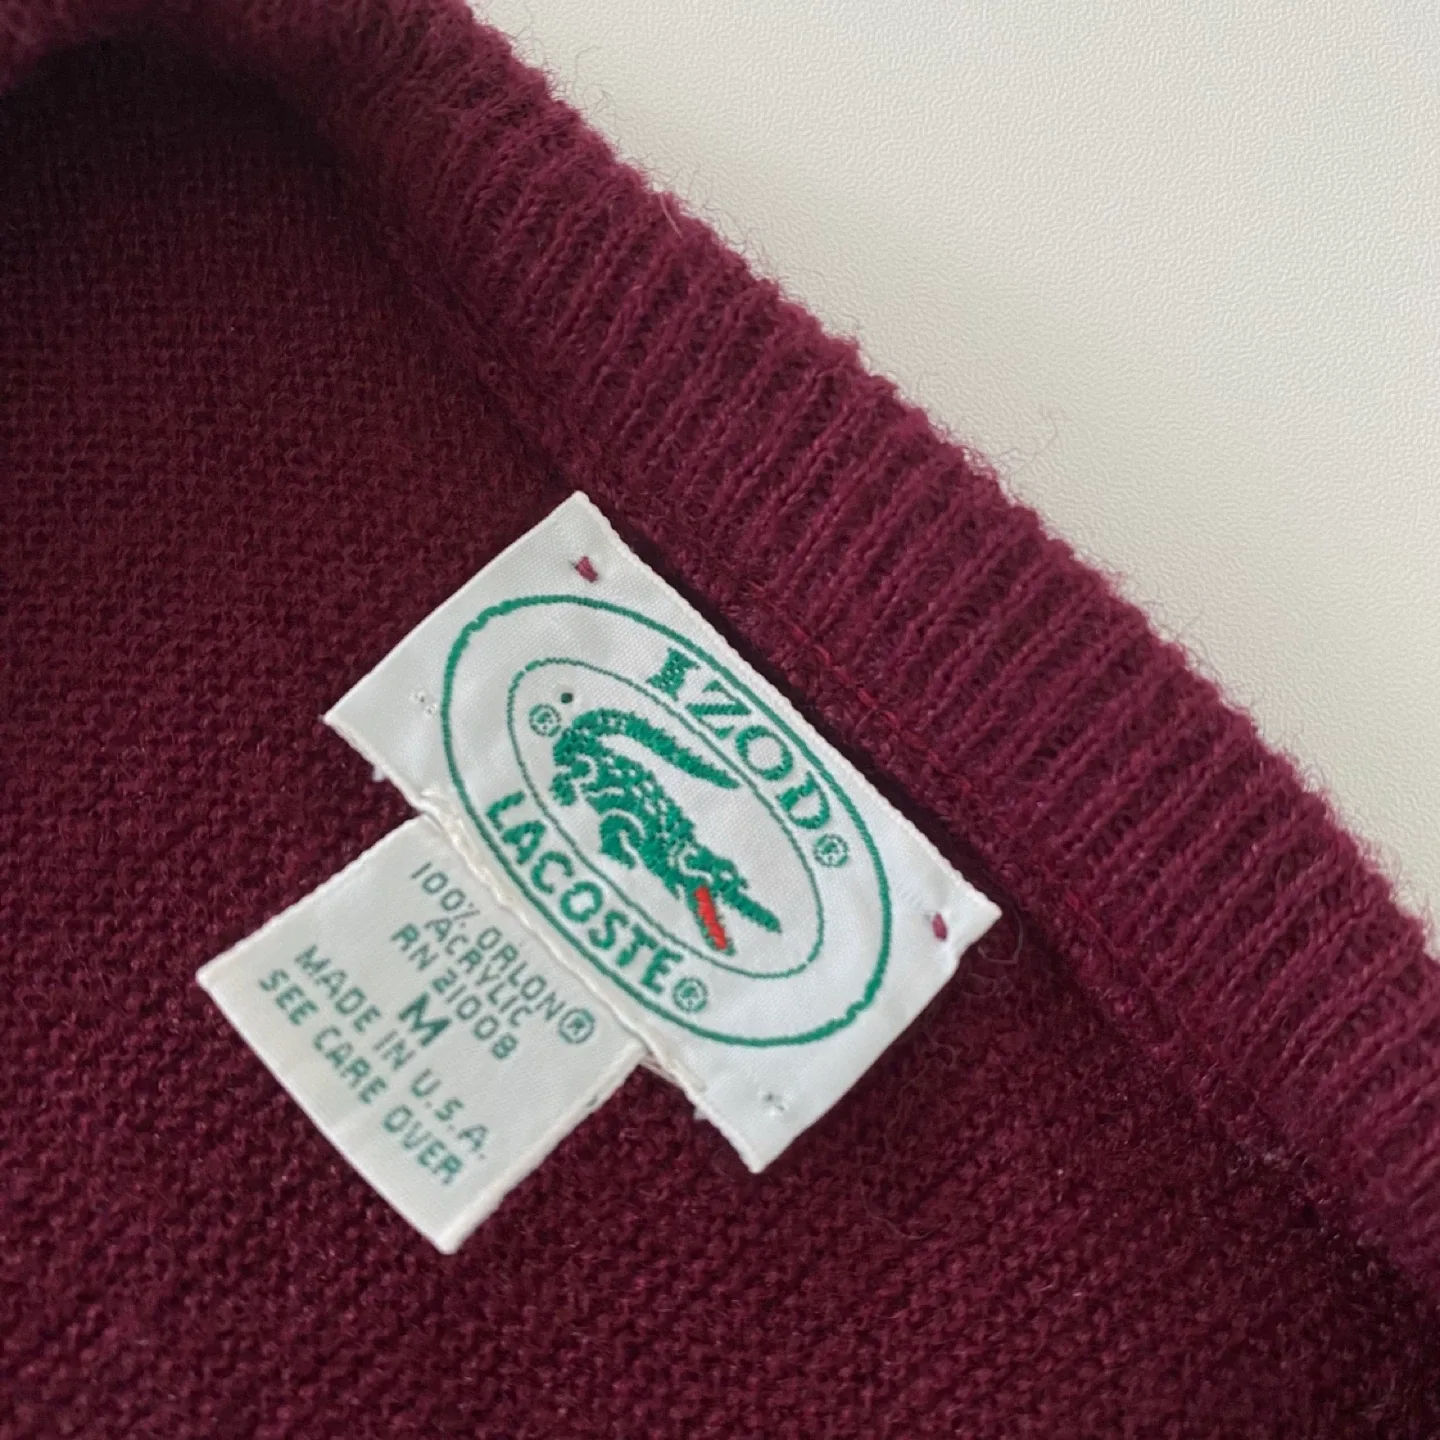 IZOD®
®
LACOSTE®
100% ORLON®
ACRYLIC
RN 21008
M
MADE IN U.S.A.
SEE CARE OVER